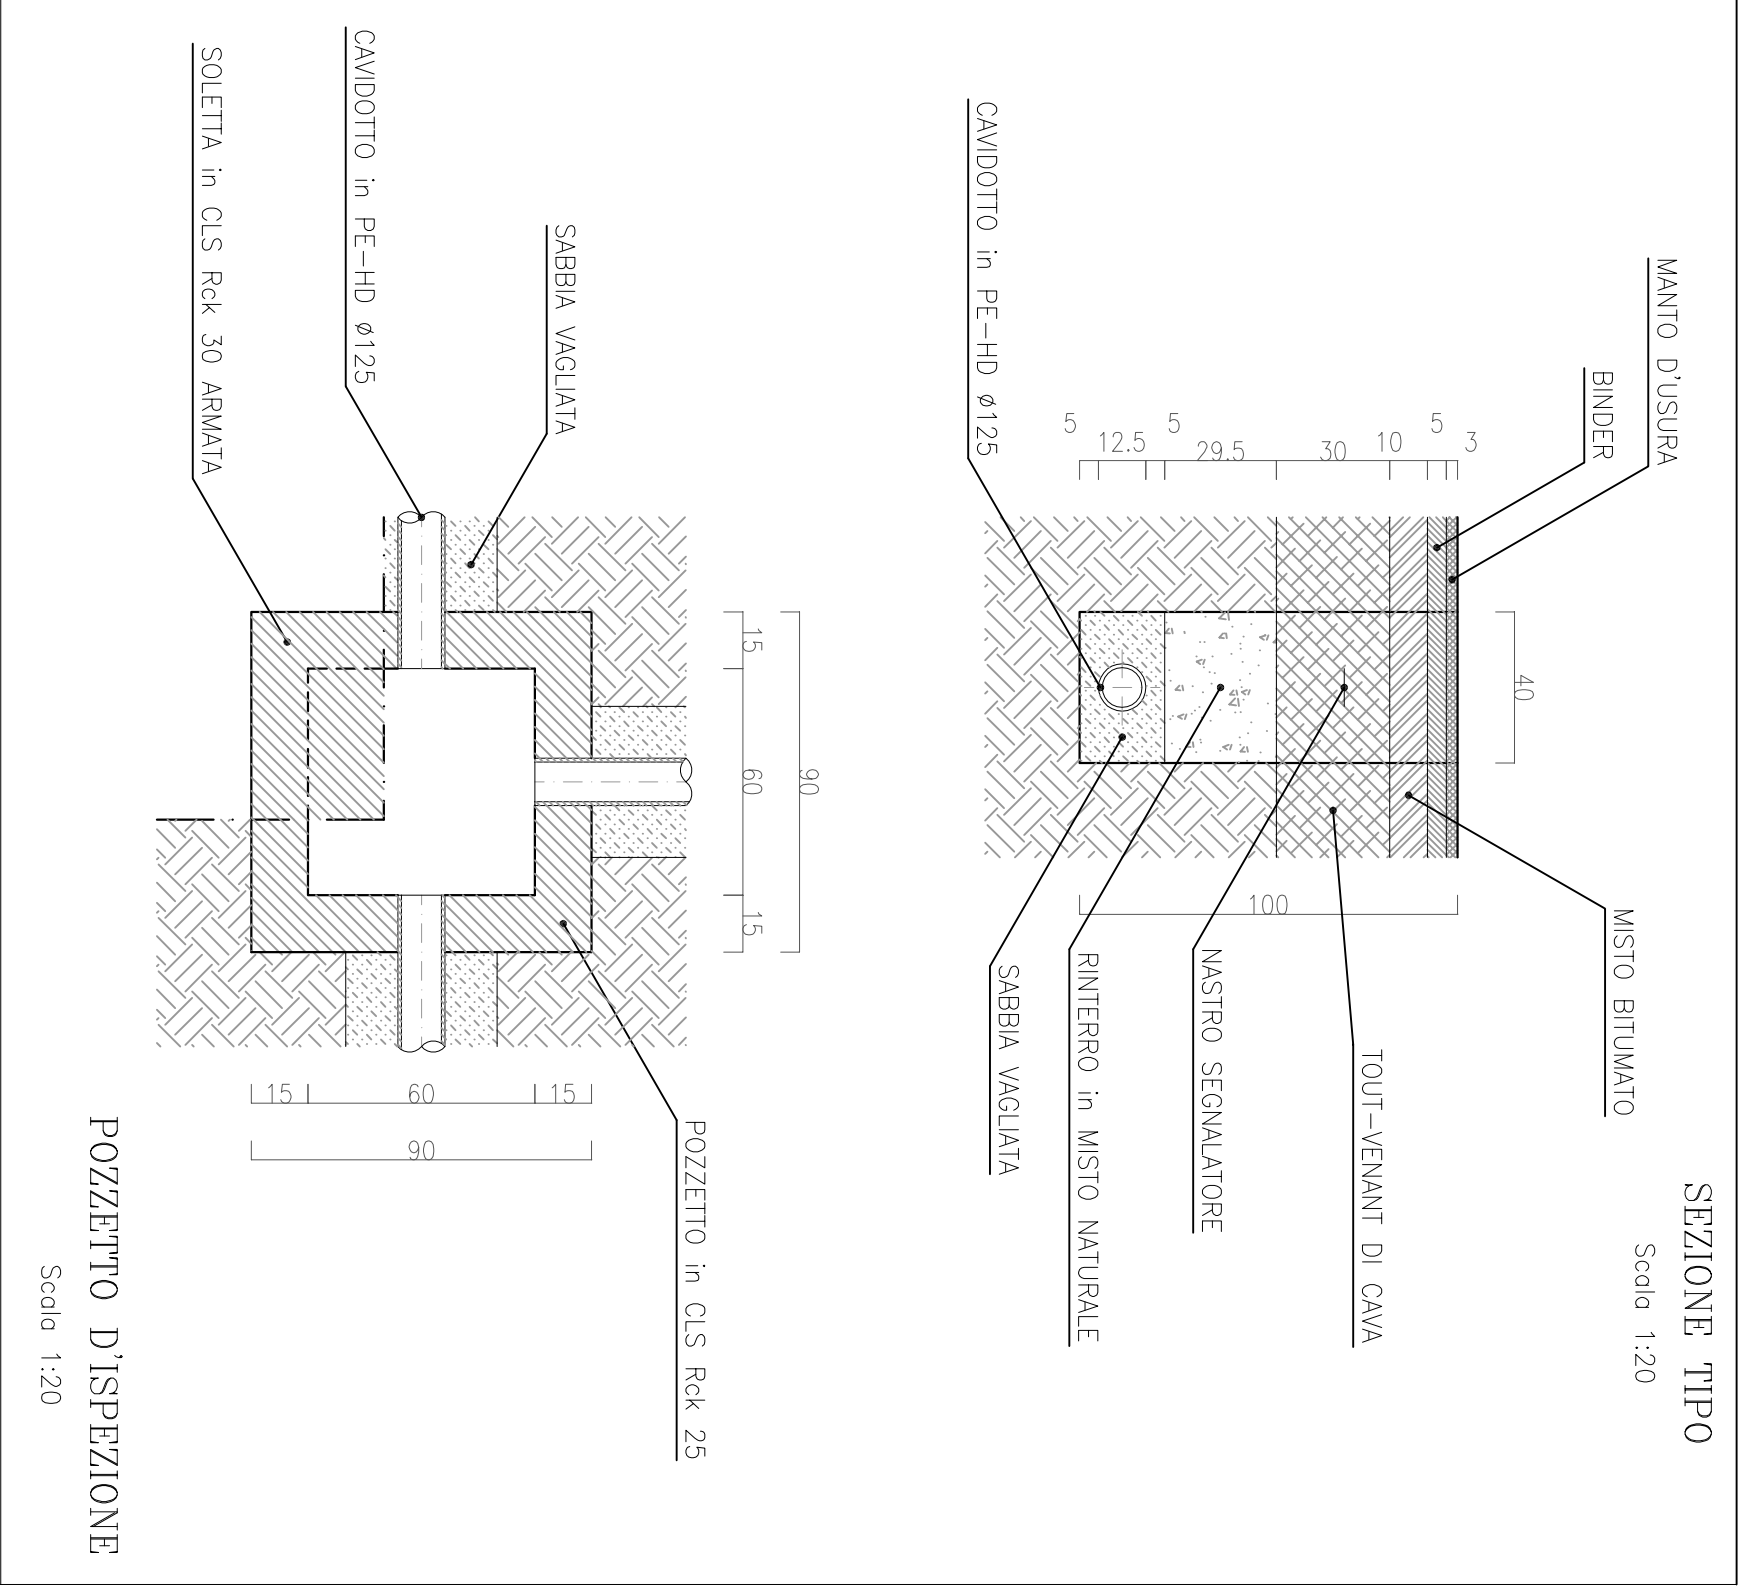 SEZIONE TIPO
Scala 1:20
MANTO D'USURA
BINDER
MISTO BITUMATO
TOUT-VENANT DI CAVA
NASTRO SEGNALATORE
RINTERRO in MISTO NATURALE
SABBIA VAGLIATA
CAVIDOTTO in PE-HD ø125
3
5
10
30
29.5
5
12.5
5
40
100
POZZETTO D'ISPEZIONE
Scala 1:20
SABBIA VAGLIATA
CAVIDOTTO in PE-HD ø125
SOLETTA in CLS Rck 30 ARMATA
POZZETTO in CLS Rck 25
90
15
60
15
15
60
15
90